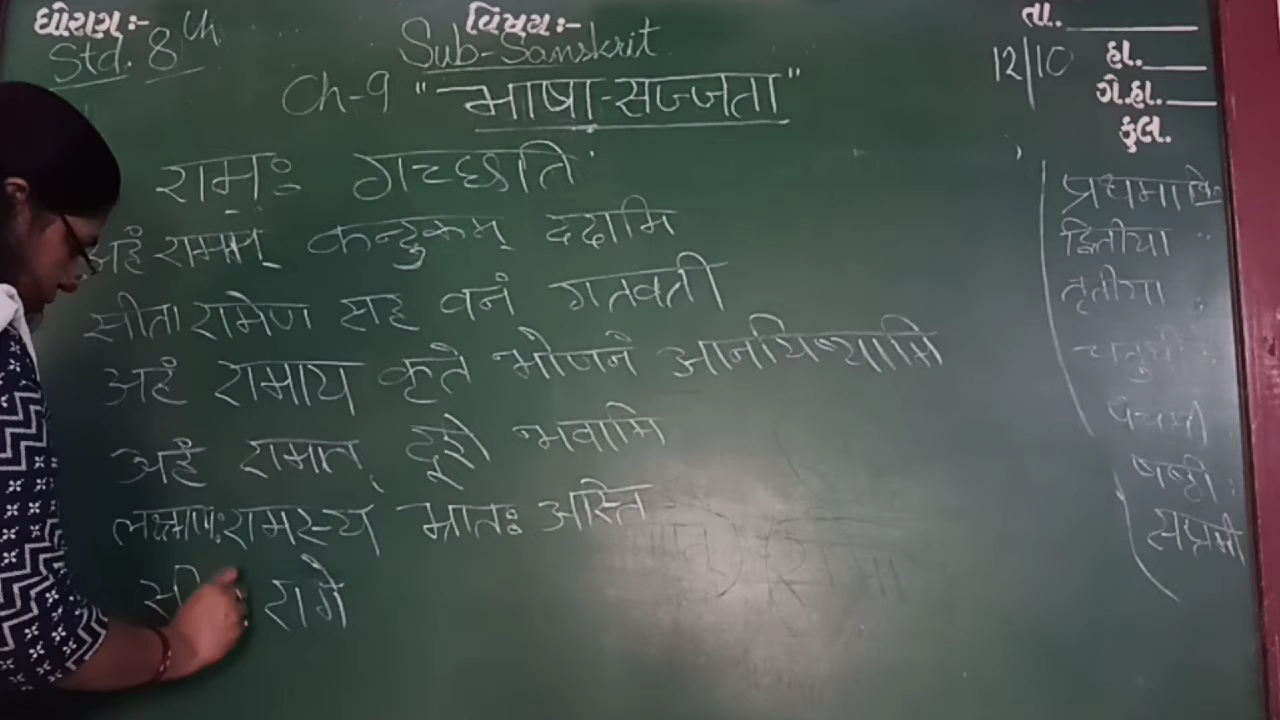 ધોરણ:- વિષય:- તા.
Std. 8th Sub-Sanskrit 12/10 હા.
Ch-9 "भाषा-सज्जता" ગે.હા.
કુલ.
रामः गच्छति
अहं रामम् कन्दुकम् ददामि
सीता रामेण सह वनं गतवती
अहं रामाय कृते भोजनं आनयिष्यामि
अहं रामात् दूरो भवामि
लक्ष्मणः रामस्य भ्रातः अस्ति
रामे
प्रथमा वि
द्वितीया "
तृतीया
चतुर्थी
पंचमी
षष्ठी
सप्तमी